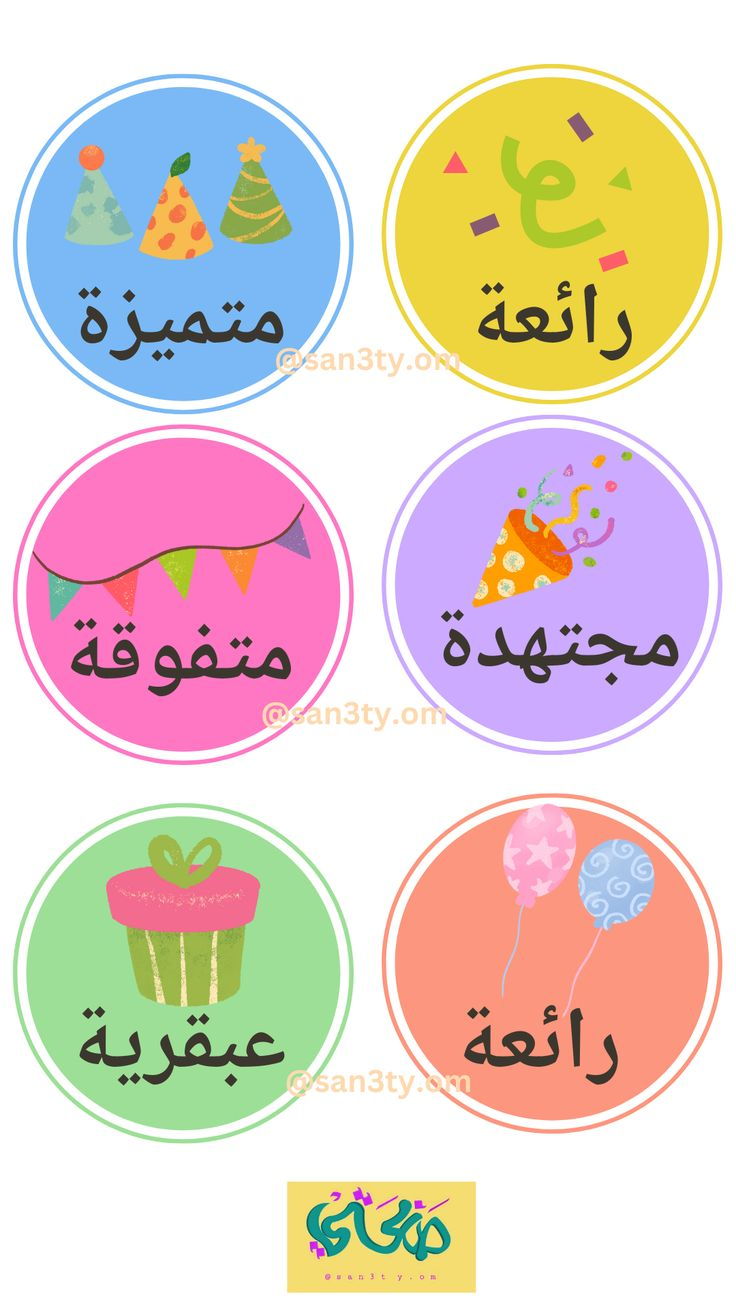 رائعة
متميزة
@san3ty.om
مجتهدة
متفوقة
@san3ty.om
رائعة
عبقرية
@san3ty.om
صنعتي
@san3ty.om